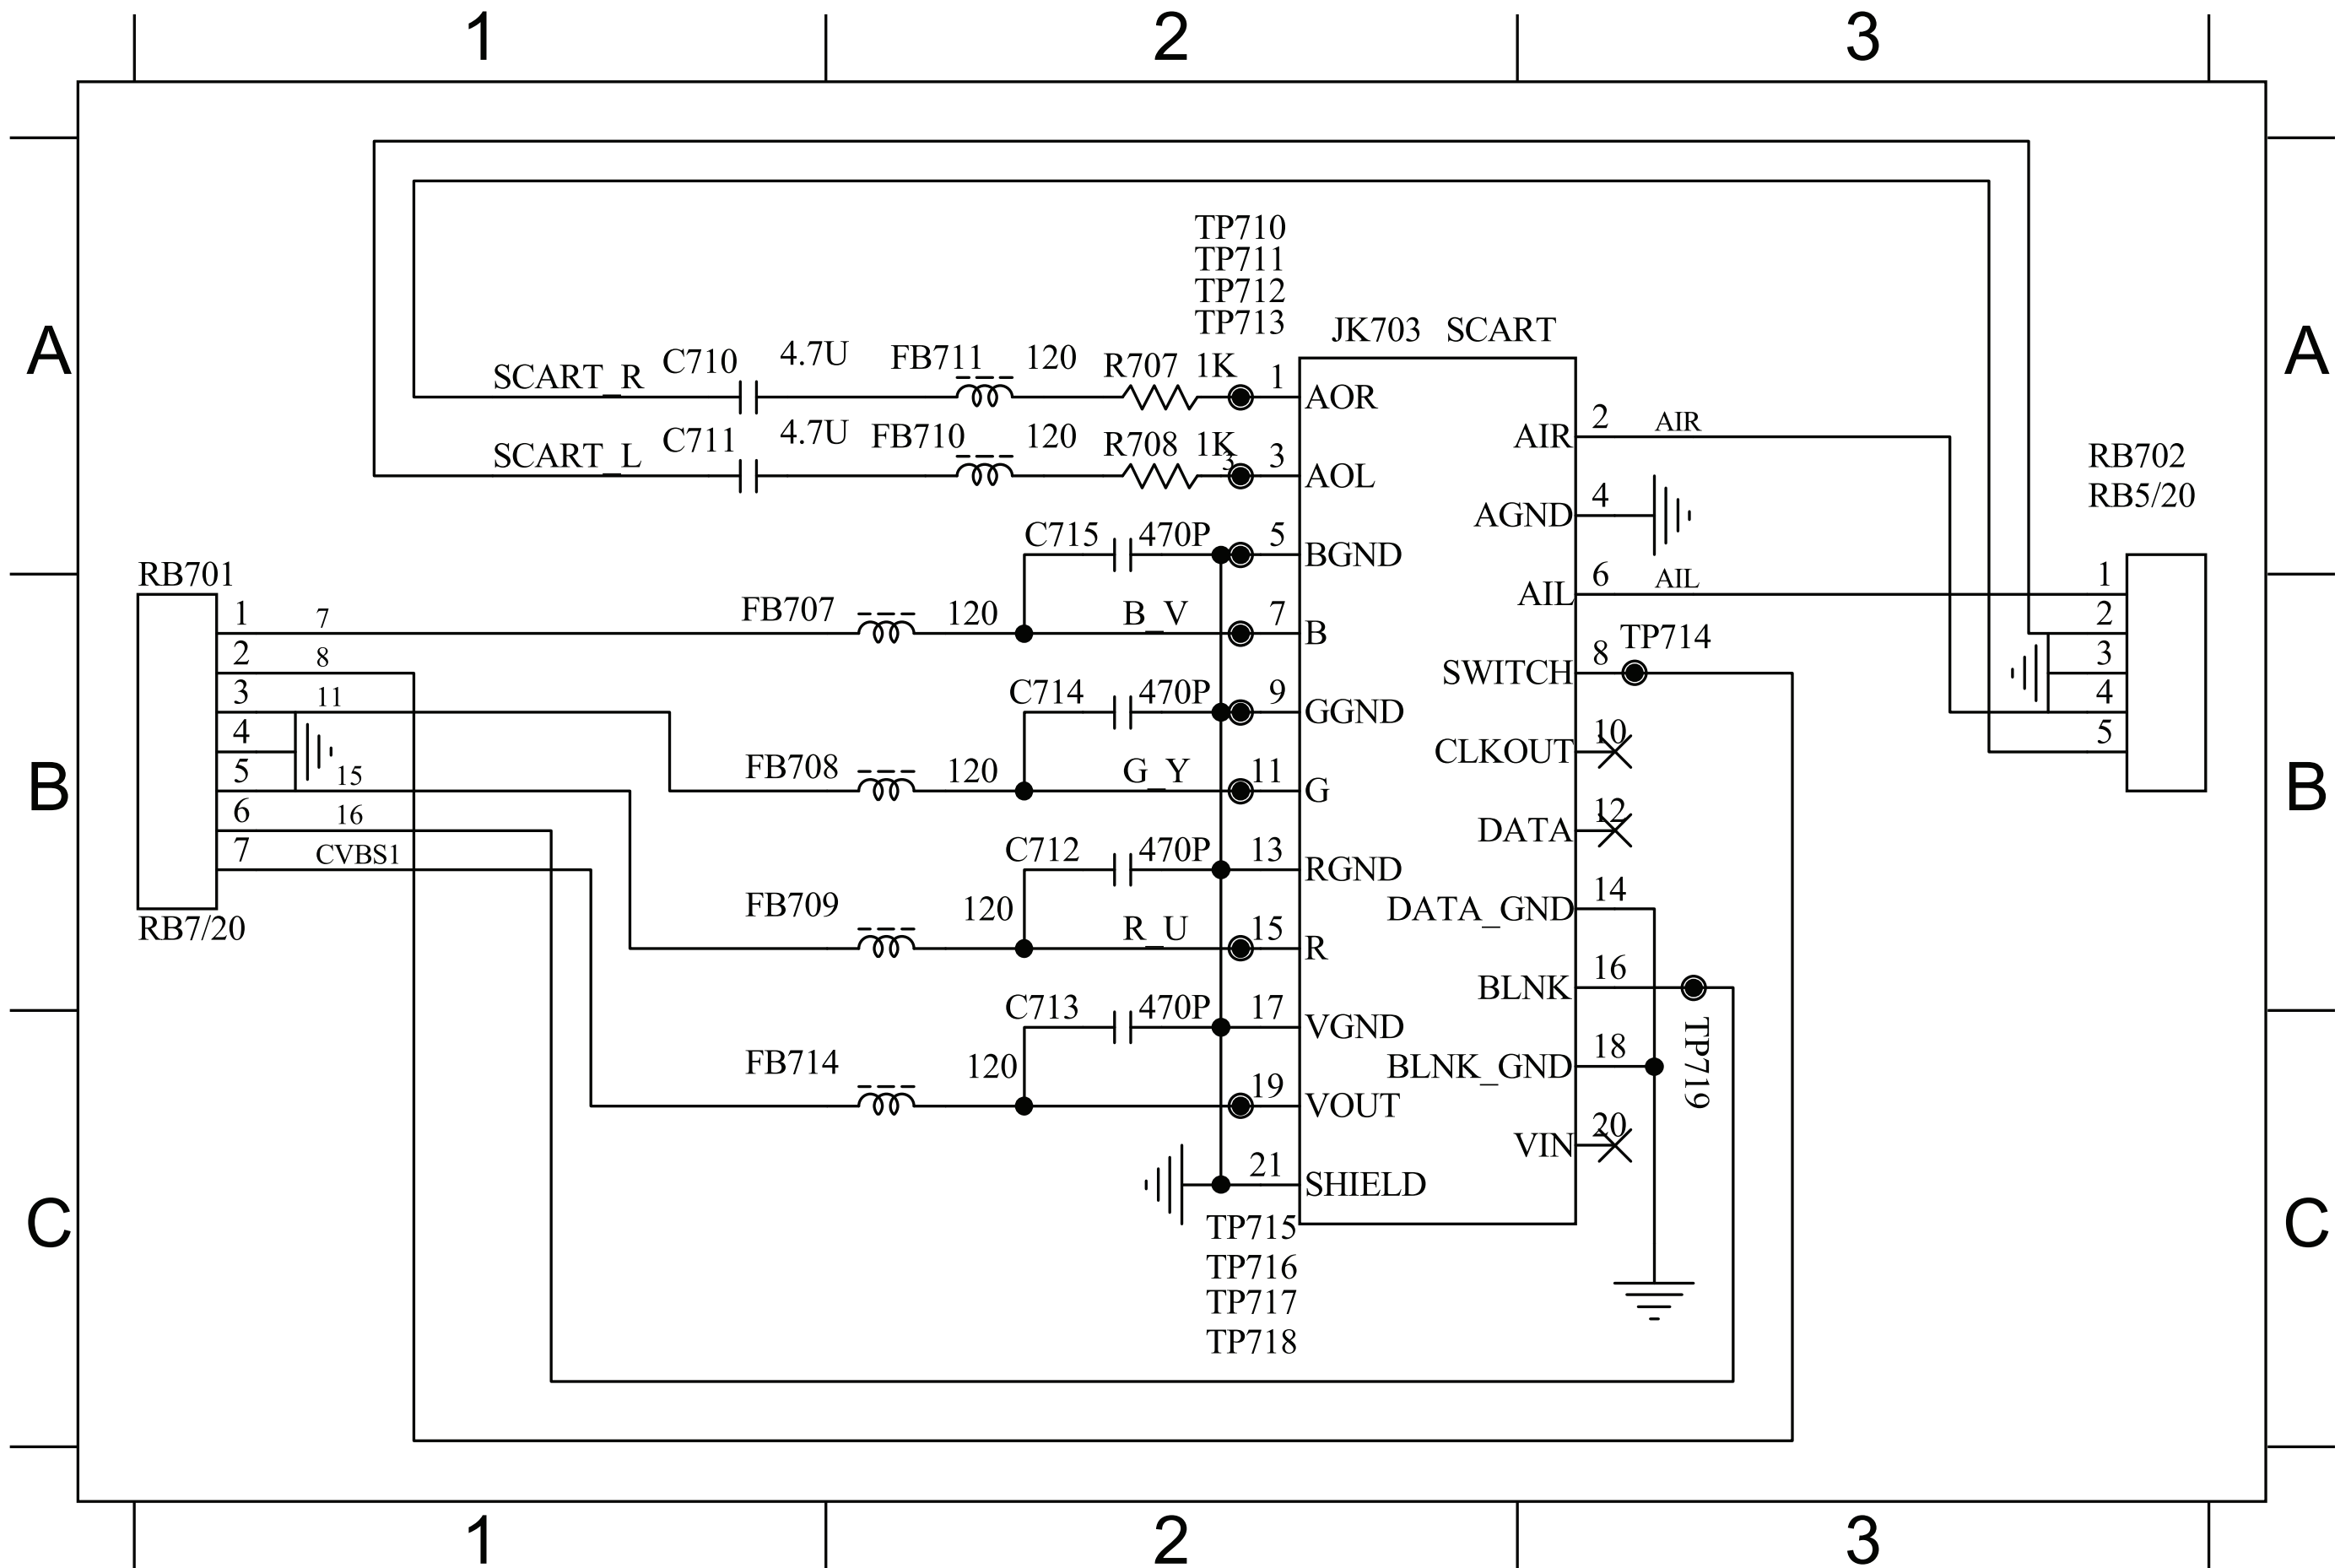 1 2 3
A A
TP710
TP711
TP712
TP713
JK703 SCART
SCART_R C710 4.7U FB711 120 R707 1K 1 AOR
AIR 2 AIR
SCART_L C711 4.7U FB710 120 R708 1K 3 3 AOL
RB702
RB5/20
AGND 4
C715 470P 5 BGND
RB701
AIL 6 AIL 1
1 7 FB707 120 B_V 7 B
TP714
2
2 8
SWITCH 8 3
3 11 C714 470P 9 GGND
4
4
CLKOUT 10 5
5 15 FB708 120 G_Y 11 G
B B
6 16
DATA 12
7 CVBS1 C712 470P 13 RGND
RB7/20
DATA_GND 14
FB709 120 R_U 15 R
BLNK 16
C713 470P 17 VGND
TP719
BLNK_GND 18
FB714 120 19 VOUT
VIN 20
21 SHIELD
C C
TP715
TP716
TP717
TP718
1 2 3